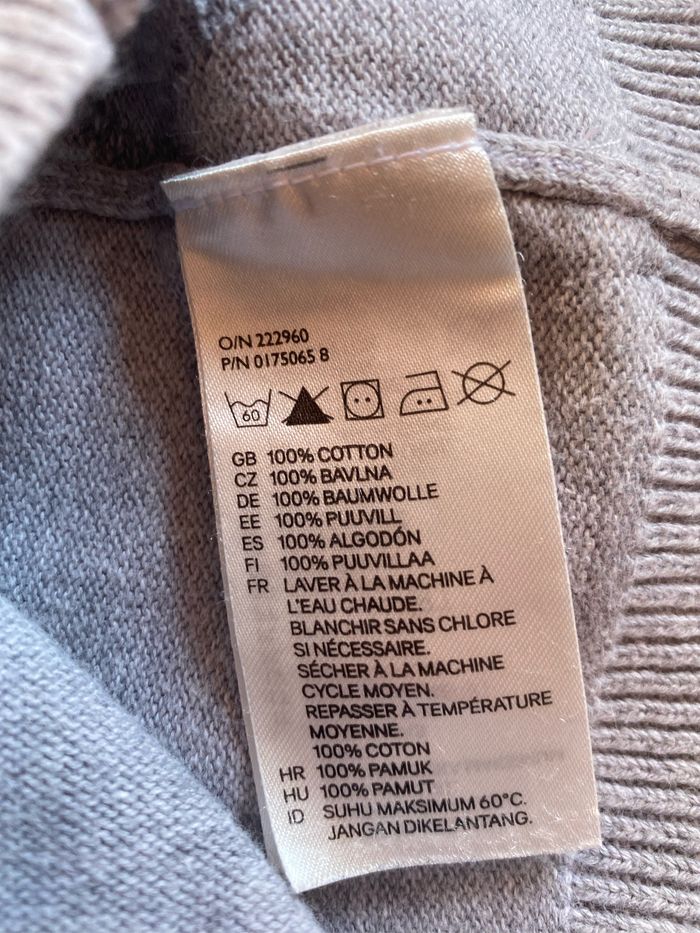 O/N 222960
P/N 0175065 8
60
GB 100% COTTON
CZ 100% BAVLNA
DE 100% BAUMWOLLE
EE 100% PUUVILL
ES 100% ALGODÓN
FI 100% PUUVILLAA
FR LAVER À LA MACHINE À
L'EAU CHAUDE.
BLANCHIR SANS CHLORE
SI NÉCESSAIRE.
SÉCHER À LA MACHINE
CYCLE MOYEN.
REPASSER À TEMPÉRATURE
MOYENNE.
100% COTON
HR 100% PAMUK
HU 100% PAMUT
ID SUHU MAKSIMUM 60°C.
JANGAN DIKELANTANG.